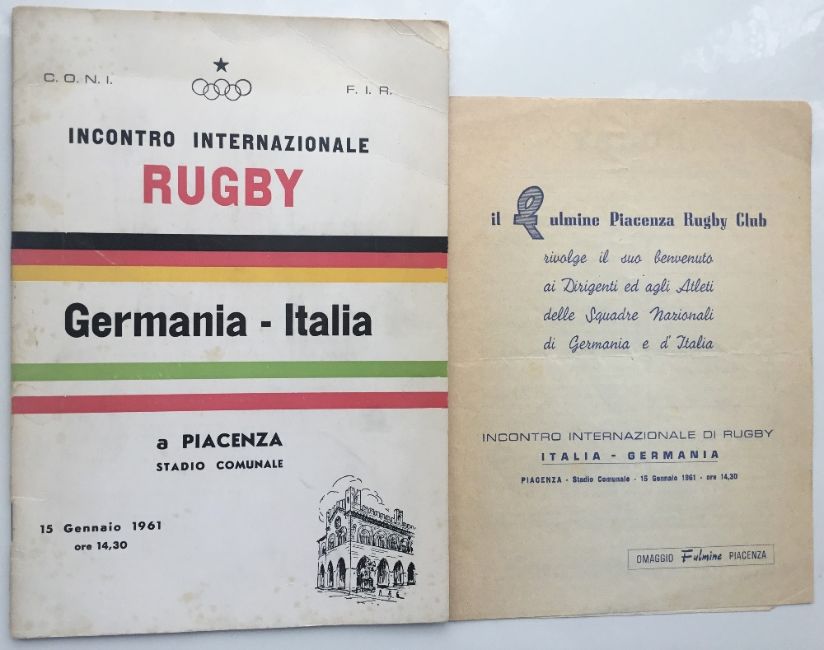 C. O. N. I.
F. I. R.
INCONTRO INTERNAZIONALE
RUGBY
Germania - Italia
a PIACENZA
STADIO COMUNALE
15 Gennaio 1961
ore 14,30
il Fulmine Piacenza Rugby Club
rivolge il suo benvenuto
ai Dirigenti ed agli Atleti
delle Squadre Nazionali
di Germania e d'Italia
INCONTRO INTERNAZIONALE DI RUGBY
ITALIA - GERMANIA
PIACENZA - Stadio Comunale - 15 Gennaio 1961 - ore 14,30
OMAGGIO Fulmine PIACENZA